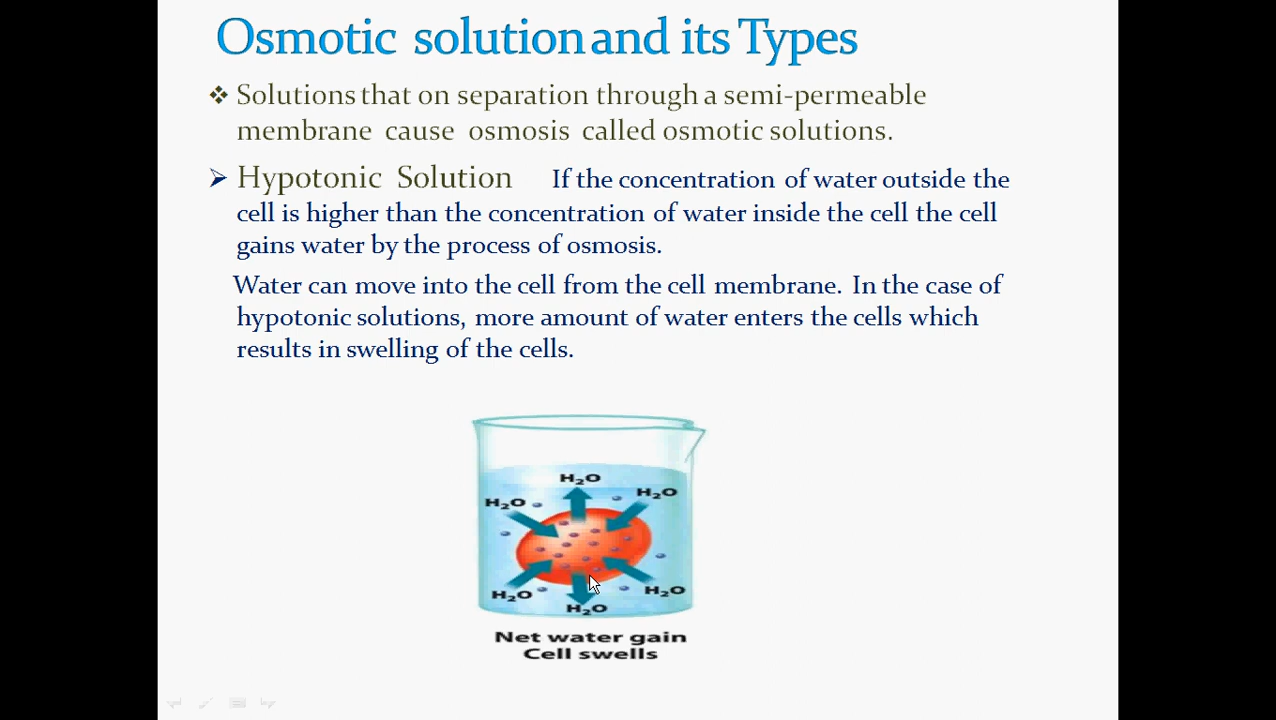 Osmotic solution and its Types
❖ Solutions that on separation through a semi-permeable
membrane cause osmosis called osmotic solutions.
➢ Hypotonic Solution If the concentration of water outside the
cell is higher than the concentration of water inside the cell the cell
gains water by the process of osmosis.
Water can move into the cell from the cell membrane. In the case of
hypotonic solutions, more amount of water enters the cells which
results in swelling of the cells.
H₂O
H₂O
H₂O
H₂O
H₂O
H₂O
Net water gain
Cell swells